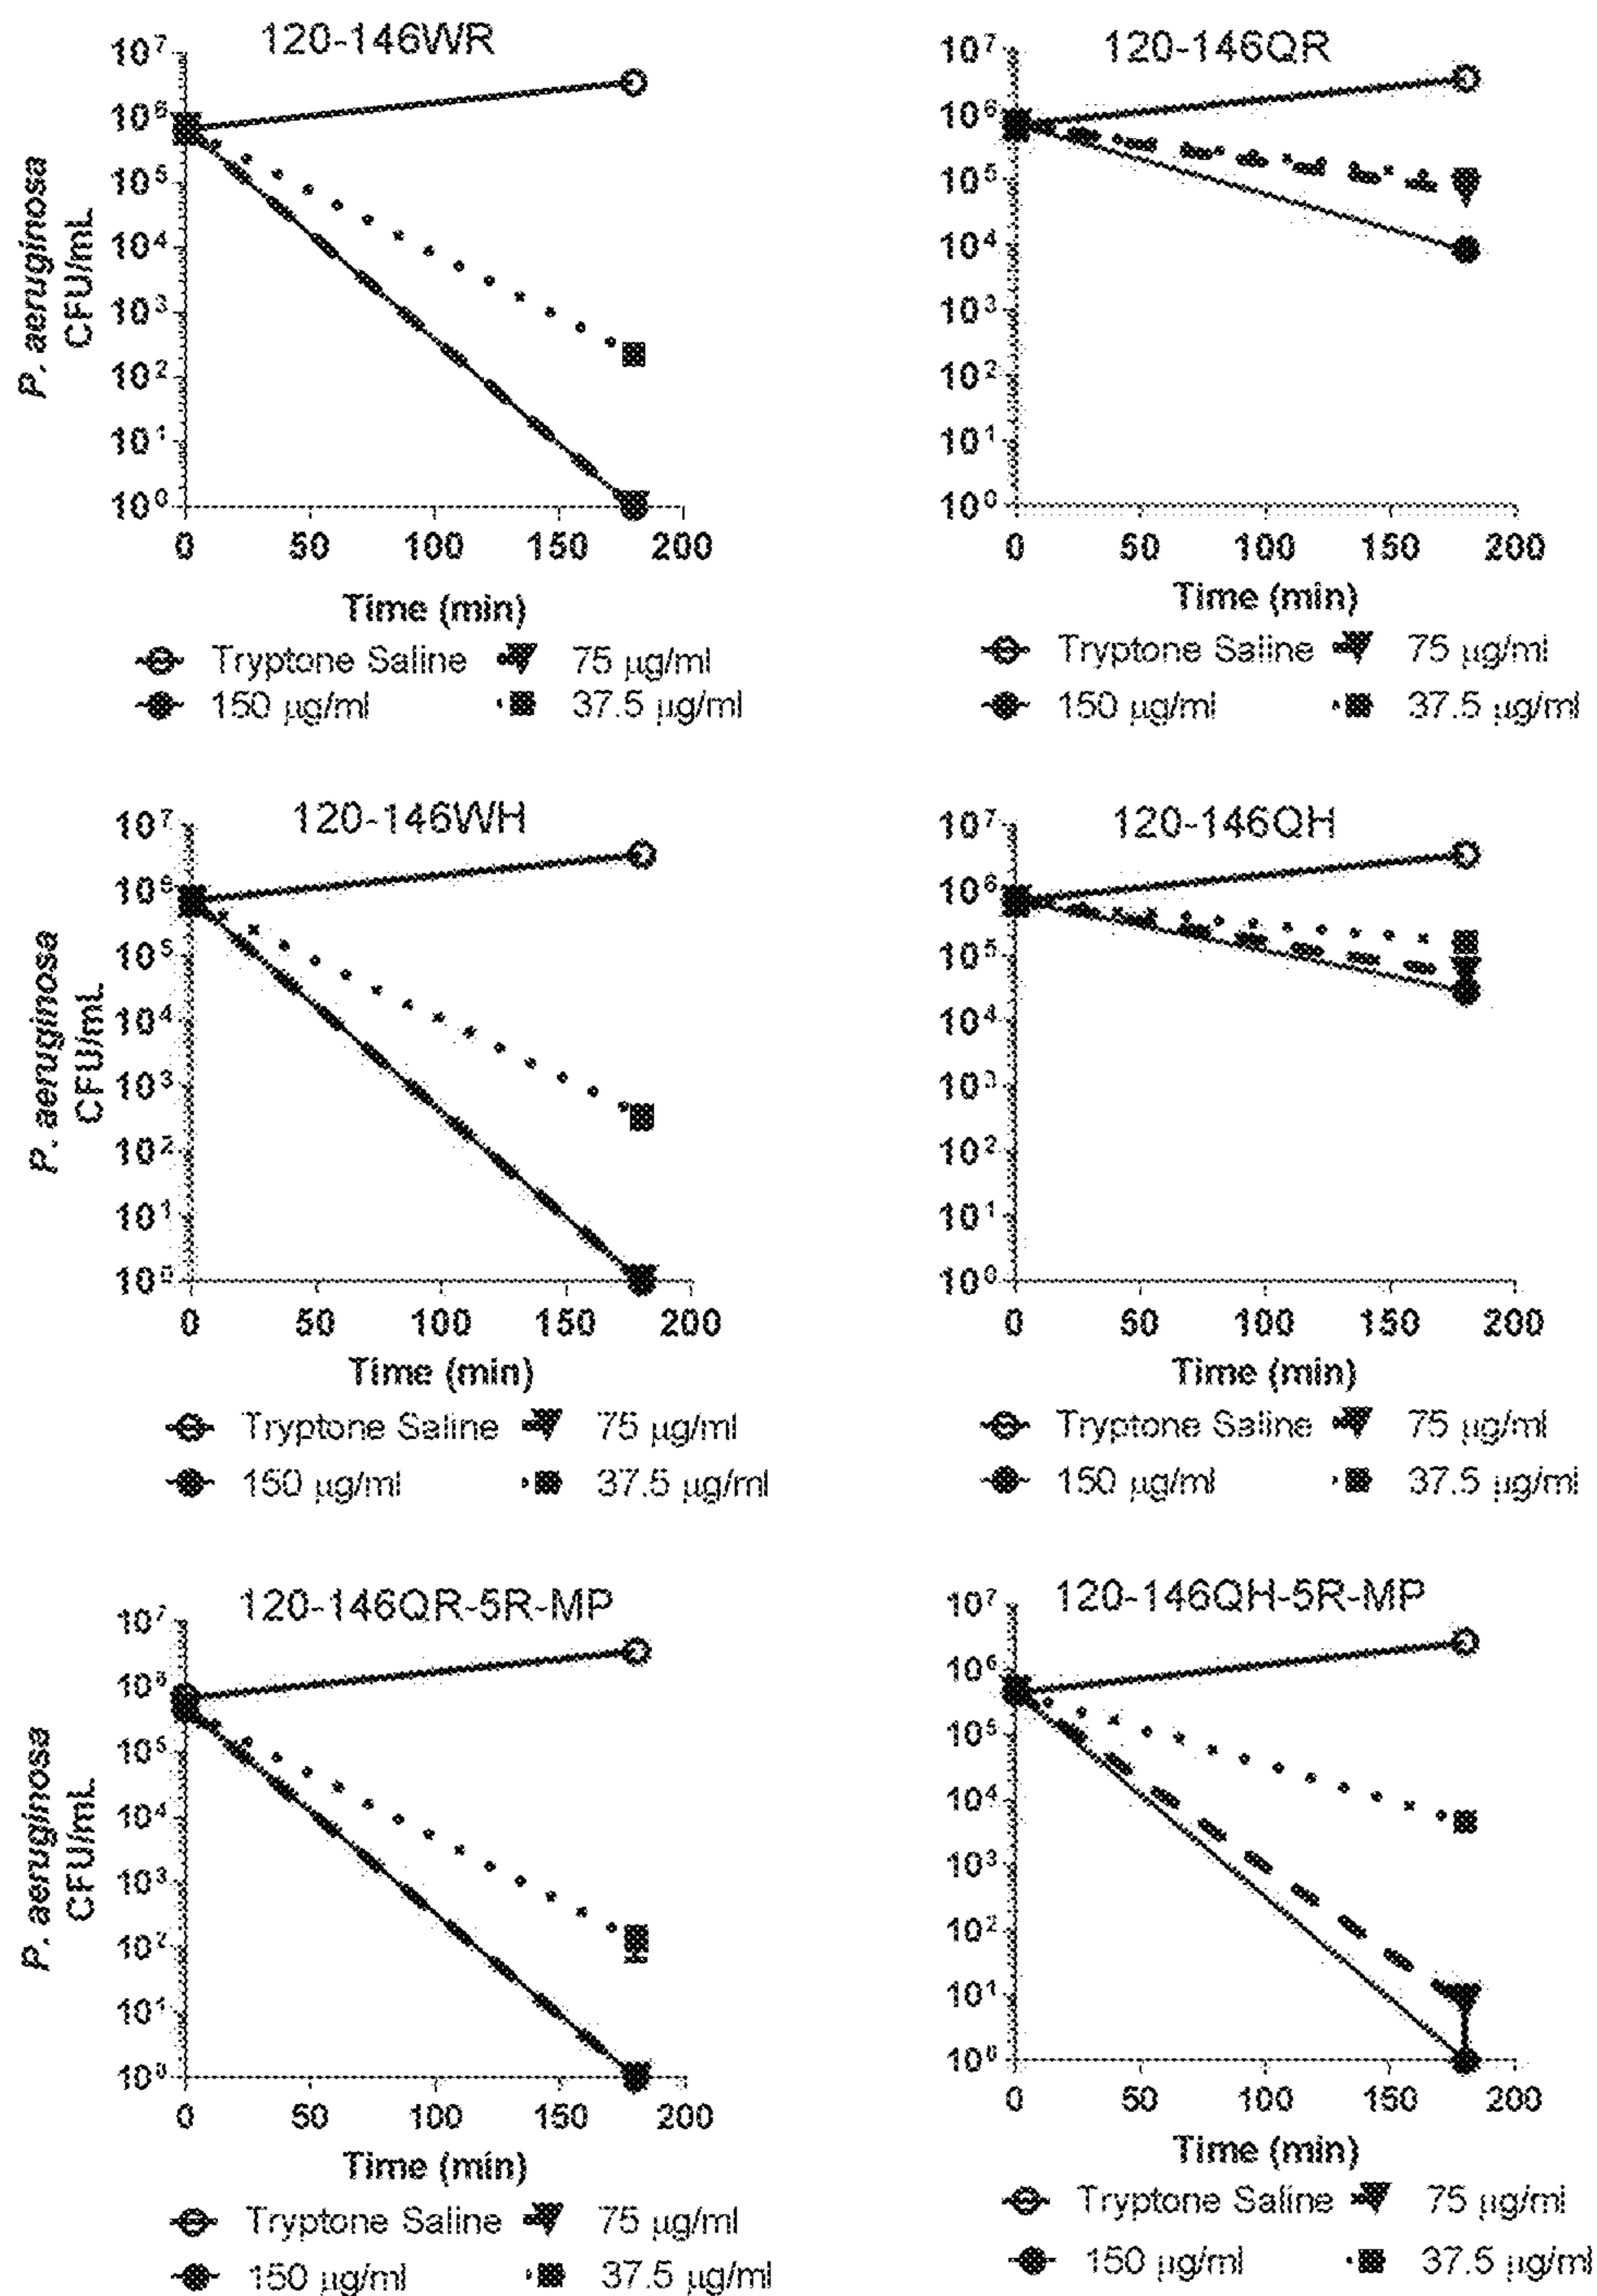 120-146WR
P. aeruginosa
CFU/mL
10⁷
10⁶
10⁵
10⁴
10³
10²
10¹
10⁰
0 50 100 150 200
Time (min)
Tryptone Saline 75 µg/ml
150 µg/ml 37.5 µg/ml
120-146QR
10⁷
10⁶
10⁵
10⁴
10³
10²
10¹
10⁰
0 50 100 150 200
Time (min)
Tryptone Saline 75 µg/ml
150 µg/ml 37.5 µg/ml
120-146WH
P. aeruginosa
CFU/mL
10⁷
10⁶
10⁵
10⁴
10³
10²
10¹
10⁰
0 50 100 150 200
Time (min)
Tryptone Saline 75 µg/ml
150 µg/ml 37.5 µg/ml
120-146QH
10⁷
10⁶
10⁵
10⁴
10³
10²
10¹
10⁰
0 50 100 150 200
Time (min)
Tryptone Saline 75 µg/ml
150 µg/ml 37.5 µg/ml
120-146QR-5R-MP
P. aeruginosa
CFU/mL
10⁷
10⁶
10⁵
10⁴
10³
10²
10¹
10⁰
0 50 100 150 200
Time (min)
Tryptone Saline 75 µg/ml
150 µg/ml 37.5 µg/ml
120-146QH-5R-MP
10⁷
10⁶
10⁵
10⁴
10³
10²
10¹
10⁰
0 50 100 150 200
Time (min)
Tryptone Saline 75 µg/ml
150 µg/ml 37.5 µg/ml